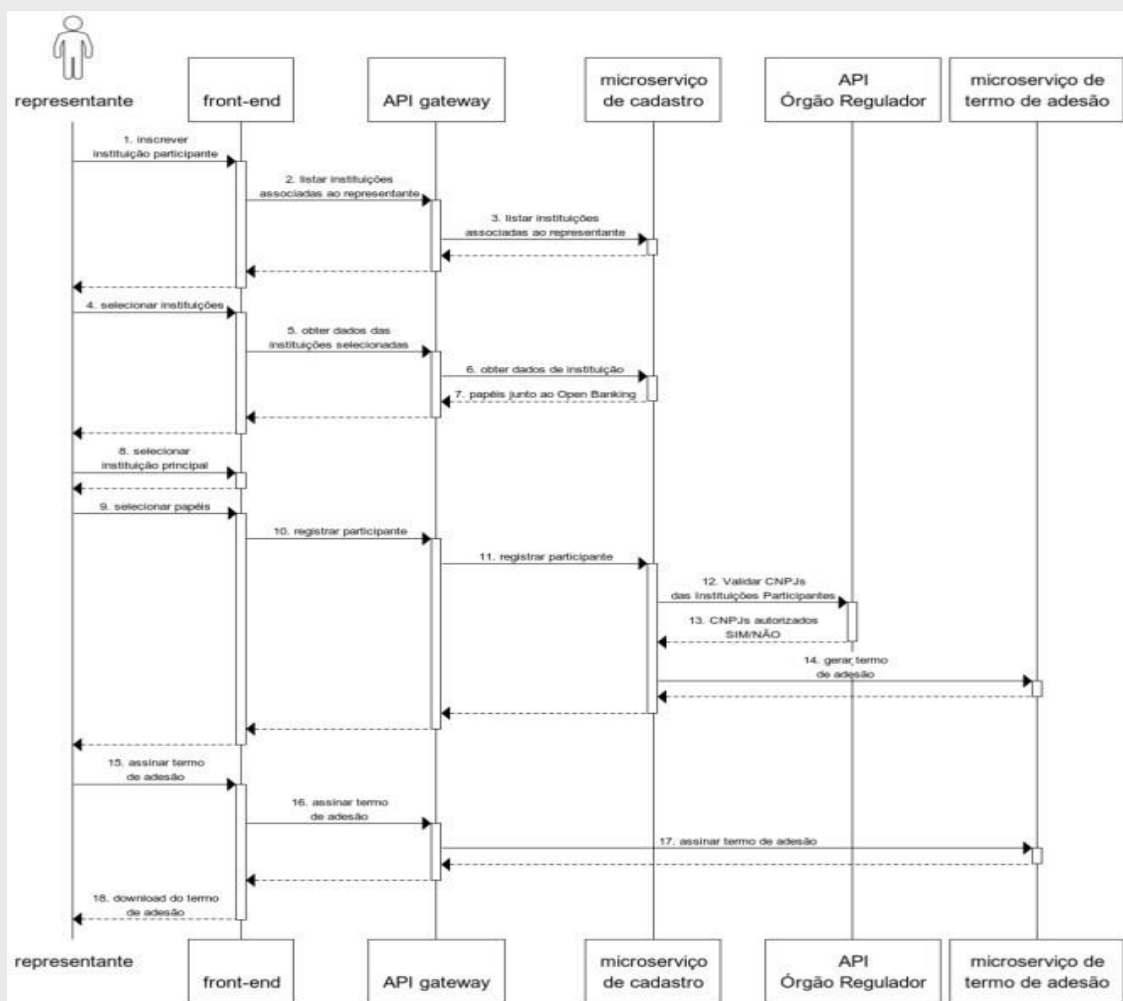 representante
front-end
API gateway
microserviço
de cadastro
API
Órgão Regulador
microserviço de
termo de adesão
1. inscrever
instituição participante
2. listar instituições
associadas ao representante
3. listar instituições
associadas ao representante
4. selecionar instituições
5. obter dados das
instituições selecionadas
6. obter dados de instituição
7. papéis junto ao Open Banking
8. selecionar
instituição principal
9. selecionar papéis
10. registrar participante
11. registrar participante
12. Validar CNPJs
das Instituições Participantes
13. CNPJs autorizados
SIM/NÃO
14. gerar termo
de adesão
15. assinar termo
de adesão
16. assinar termo
de adesão
17. assinar termo de adesão
18. download do termo
de adesão
representante
front-end
API gateway
microserviço
de cadastro
API
Órgão Regulador
microserviço de
termo de adesão